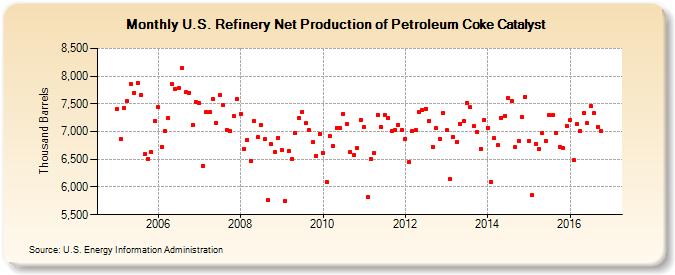 Monthly U.S. Refinery Net Production of Petroleum Coke Catalyst
Thousand Barrels
8,500
8,000
7,500
7,000
6,500
6,000
5,500
2006 2008 2010 2012 2014 2016
Source: U.S. Energy Information Administration